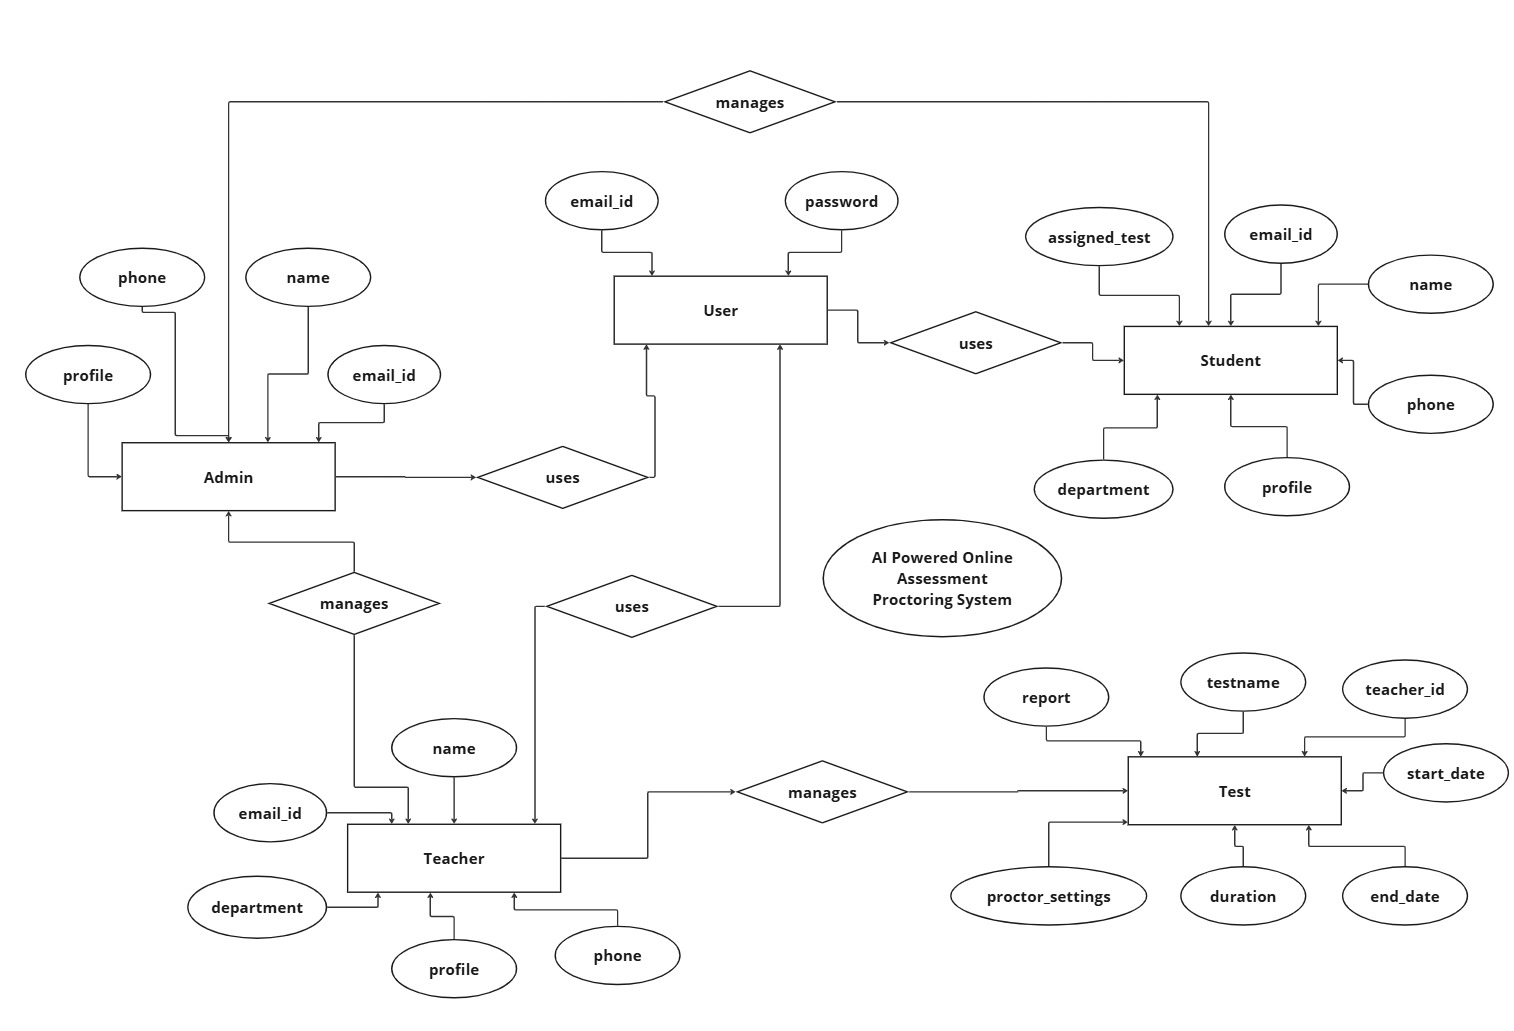 manages
email_id
password
assigned_test
email_id
phone
name
name
User
uses
Student
profile
email_id
phone
Admin
uses
department
profile
AI Powered Online
Assessment
Proctoring System
manages
uses
report
testname
teacher_id
name
start_date
manages
Test
email_id
Teacher
proctor_settings
duration
end_date
department
profile
phone